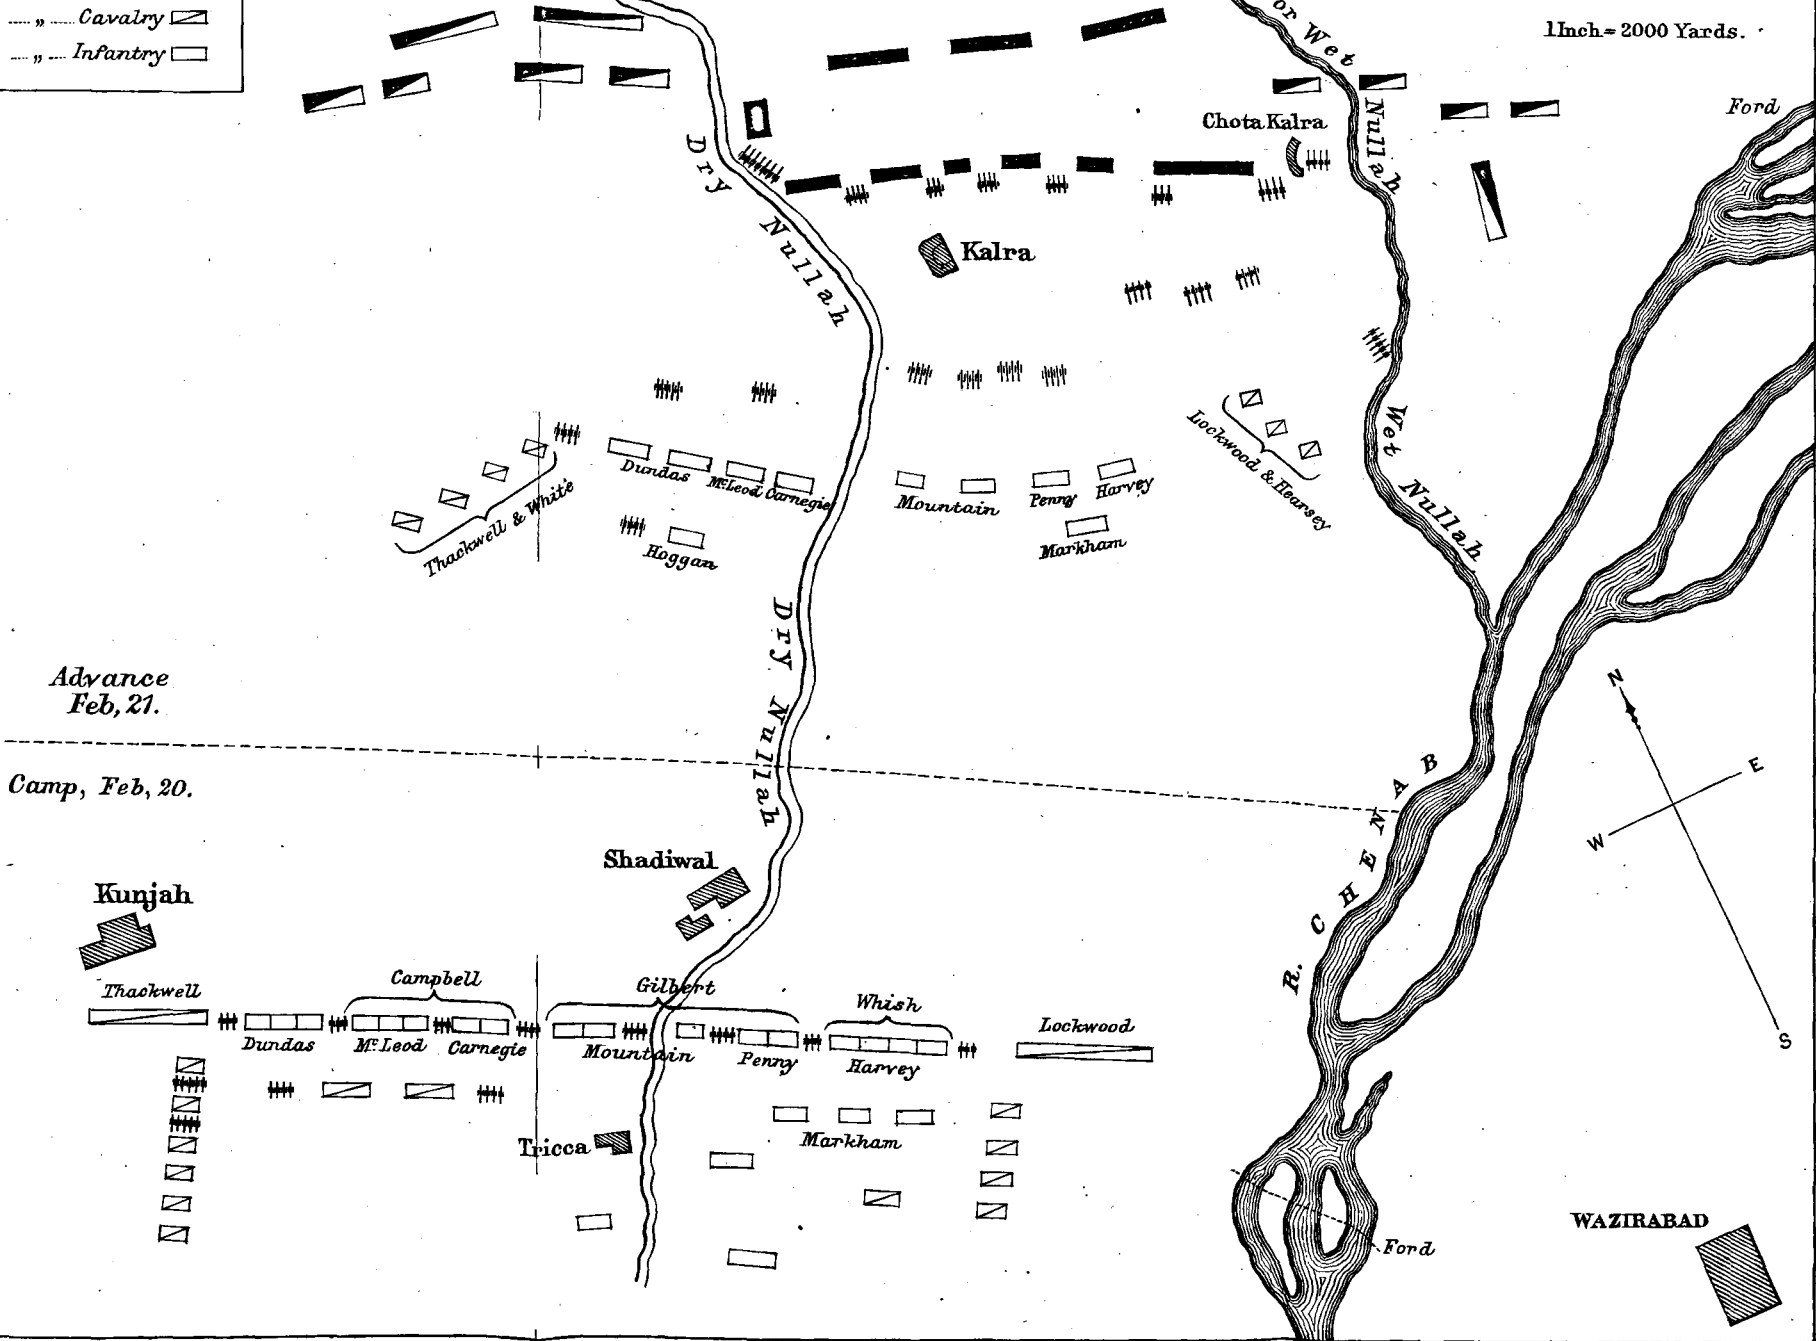 .... „ .... Cavalry
.... „ .... Infantry
or Wet Nullah
1 Inch = 2000 Yards.
Ford
Chota Kalra
Dry Nullah
Kalra
Wet Nullah
Lockwood & Hearsey
Dundas
McLeod
Carnegie
Mountain
Penny
Harvey
Thackwell & White
Hoggan
Markham
Dry Nullah
Advance
Feb, 21.
Camp, Feb, 20.
N
E
W
S
R. CHENAB
Shadiwal
Kunjah
Thackwell
Campbell
Gilbert
Whish
Lockwood
Dundas
McLeod
Carnegie
Mountain
Penny
Harvey
Tricca
Markham
WAZIRABAD
Ford